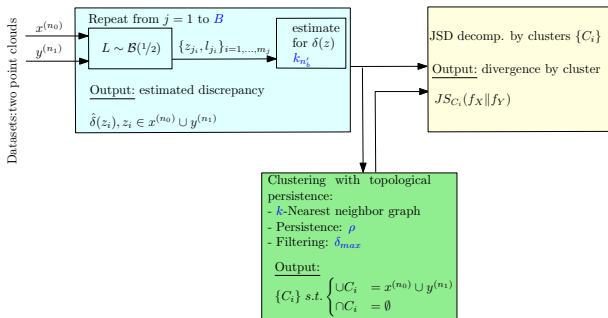 Datasets:two point clouds
x^{(n_0)}
y^{(n_1)}
Repeat from j = 1 to B
L ∼ B(1/2)
{z_{j_i}, l_{j_i}}_{i=1,...,m_j}
estimate
for δ(z)
k_{n'_b}
Output: estimated discrepancy
δ̂(z_i), z_i ∈ x^{(n_0)} ∪ y^{(n_1)}
JSD decomp. by clusters {C_i}
Output: divergence by cluster
JS_{C_i}(f_X‖f_Y)
Clustering with topological
persistence:
- k-Nearest neighbor graph
- Persistence: ρ
- Filtering: δ_{max}
Output:
{C_i} s.t. { ∪C_i = x^{(n_0)} ∪ y^{(n_1)}
∩C_i = ∅